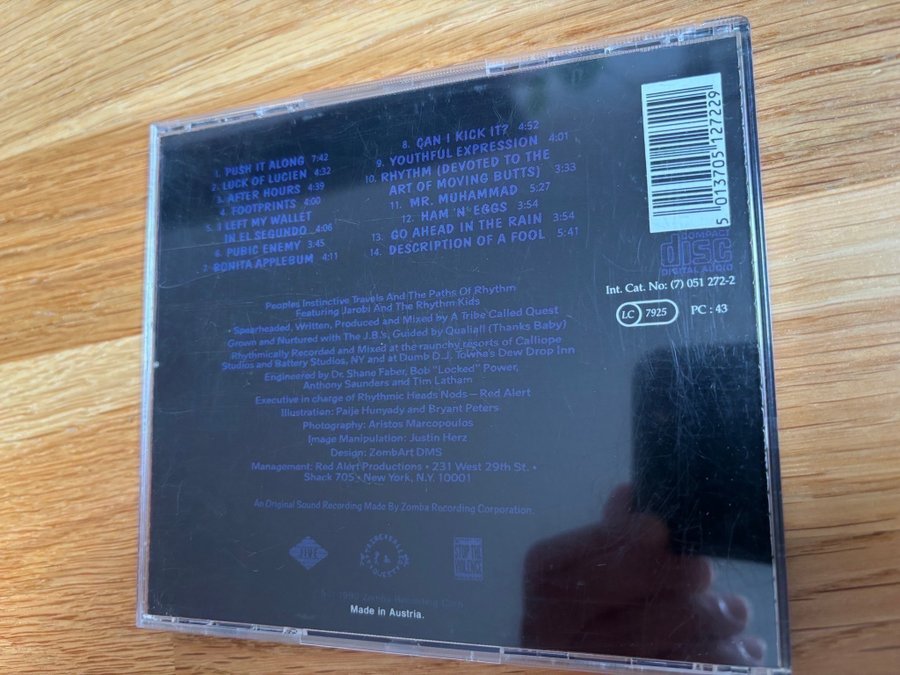 1. PUSH IT ALONG 7:42
2. LUCK OF LUCIEN 4:32
3. AFTER HOURS 4:39
4. FOOTPRINTS 4:00
5. I LEFT MY WALLET
IN EL SEGUNDO 4:06
6. PUBIC ENEMY 3:45
7. BONITA APPLEBUM 4:11
8. CAN I KICK IT? 4:52
9. YOUTHFUL EXPRESSION 4:01
10. RHYTHM (DEVOTED TO THE
ART OF MOVING BUTTS) 3:33
11. MR. MUHAMMAD 5:27
12. HAM 'N' EGGS 3:54
13. GO AHEAD IN THE RAIN 3:54
14. DESCRIPTION OF A FOOL 5:41
5 013705 127229
COMPACT
disc
DIGITAL AUDIO
Int. Cat. No: (7) 051 272-2
LC 7925 PC : 43
Peoples Instinctive Travels And The Paths Of Rhythm
Featuring Jarobi And The Rhythm Kids
• Spearheaded, Written, Produced and Mixed by A Tribe Called Quest
Grown and Nurtured with The J.B.'s, Guided by Qualiall (Thanks Baby)
Rhythmically Recorded and Mixed at the raunchy resorts of Calliope
Studios and Battery Studios, NY and at Dumb D.J. Towha's Dew Drop Inn
Engineered by Dr. Shane Faber, Bob "Locked" Power,
Anthony Saunders and Tim Latham
Executive in charge of Rhythmic Heads Nods – Red Alert
Illustration: Paije Hunyady and Bryant Peters
Photography: Aristos Marcopoulos
Image Manipulation: Justin Herz
Design: ZombArt DMS
Management: Red Alert Productions • 231 West 29th St. •
Shack 705 • New York, N.Y. 10001
An Original Sound Recording Made By Zomba Recording Corporation.
JIVE
1990 Zomba Recording Corp.
Made in Austria.